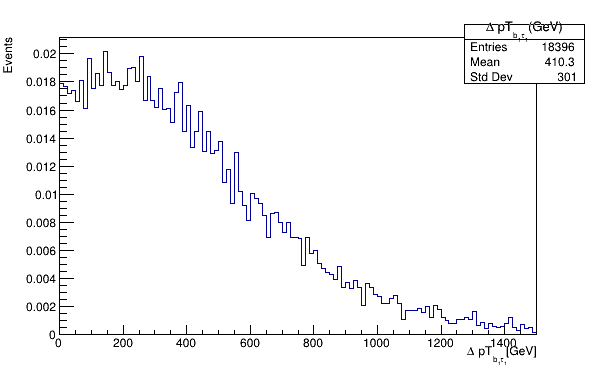 Δ pT_{b_1τ_1}(GeV)
Entries 18396
Mean 410.3
Std Dev 301
Events
0.02
0.018
0.016
0.014
0.012
0.01
0.008
0.006
0.004
0.002
0
0 200 400 600 800 1000 1200 1400
Δ pT_{b_1τ_1}[GeV]